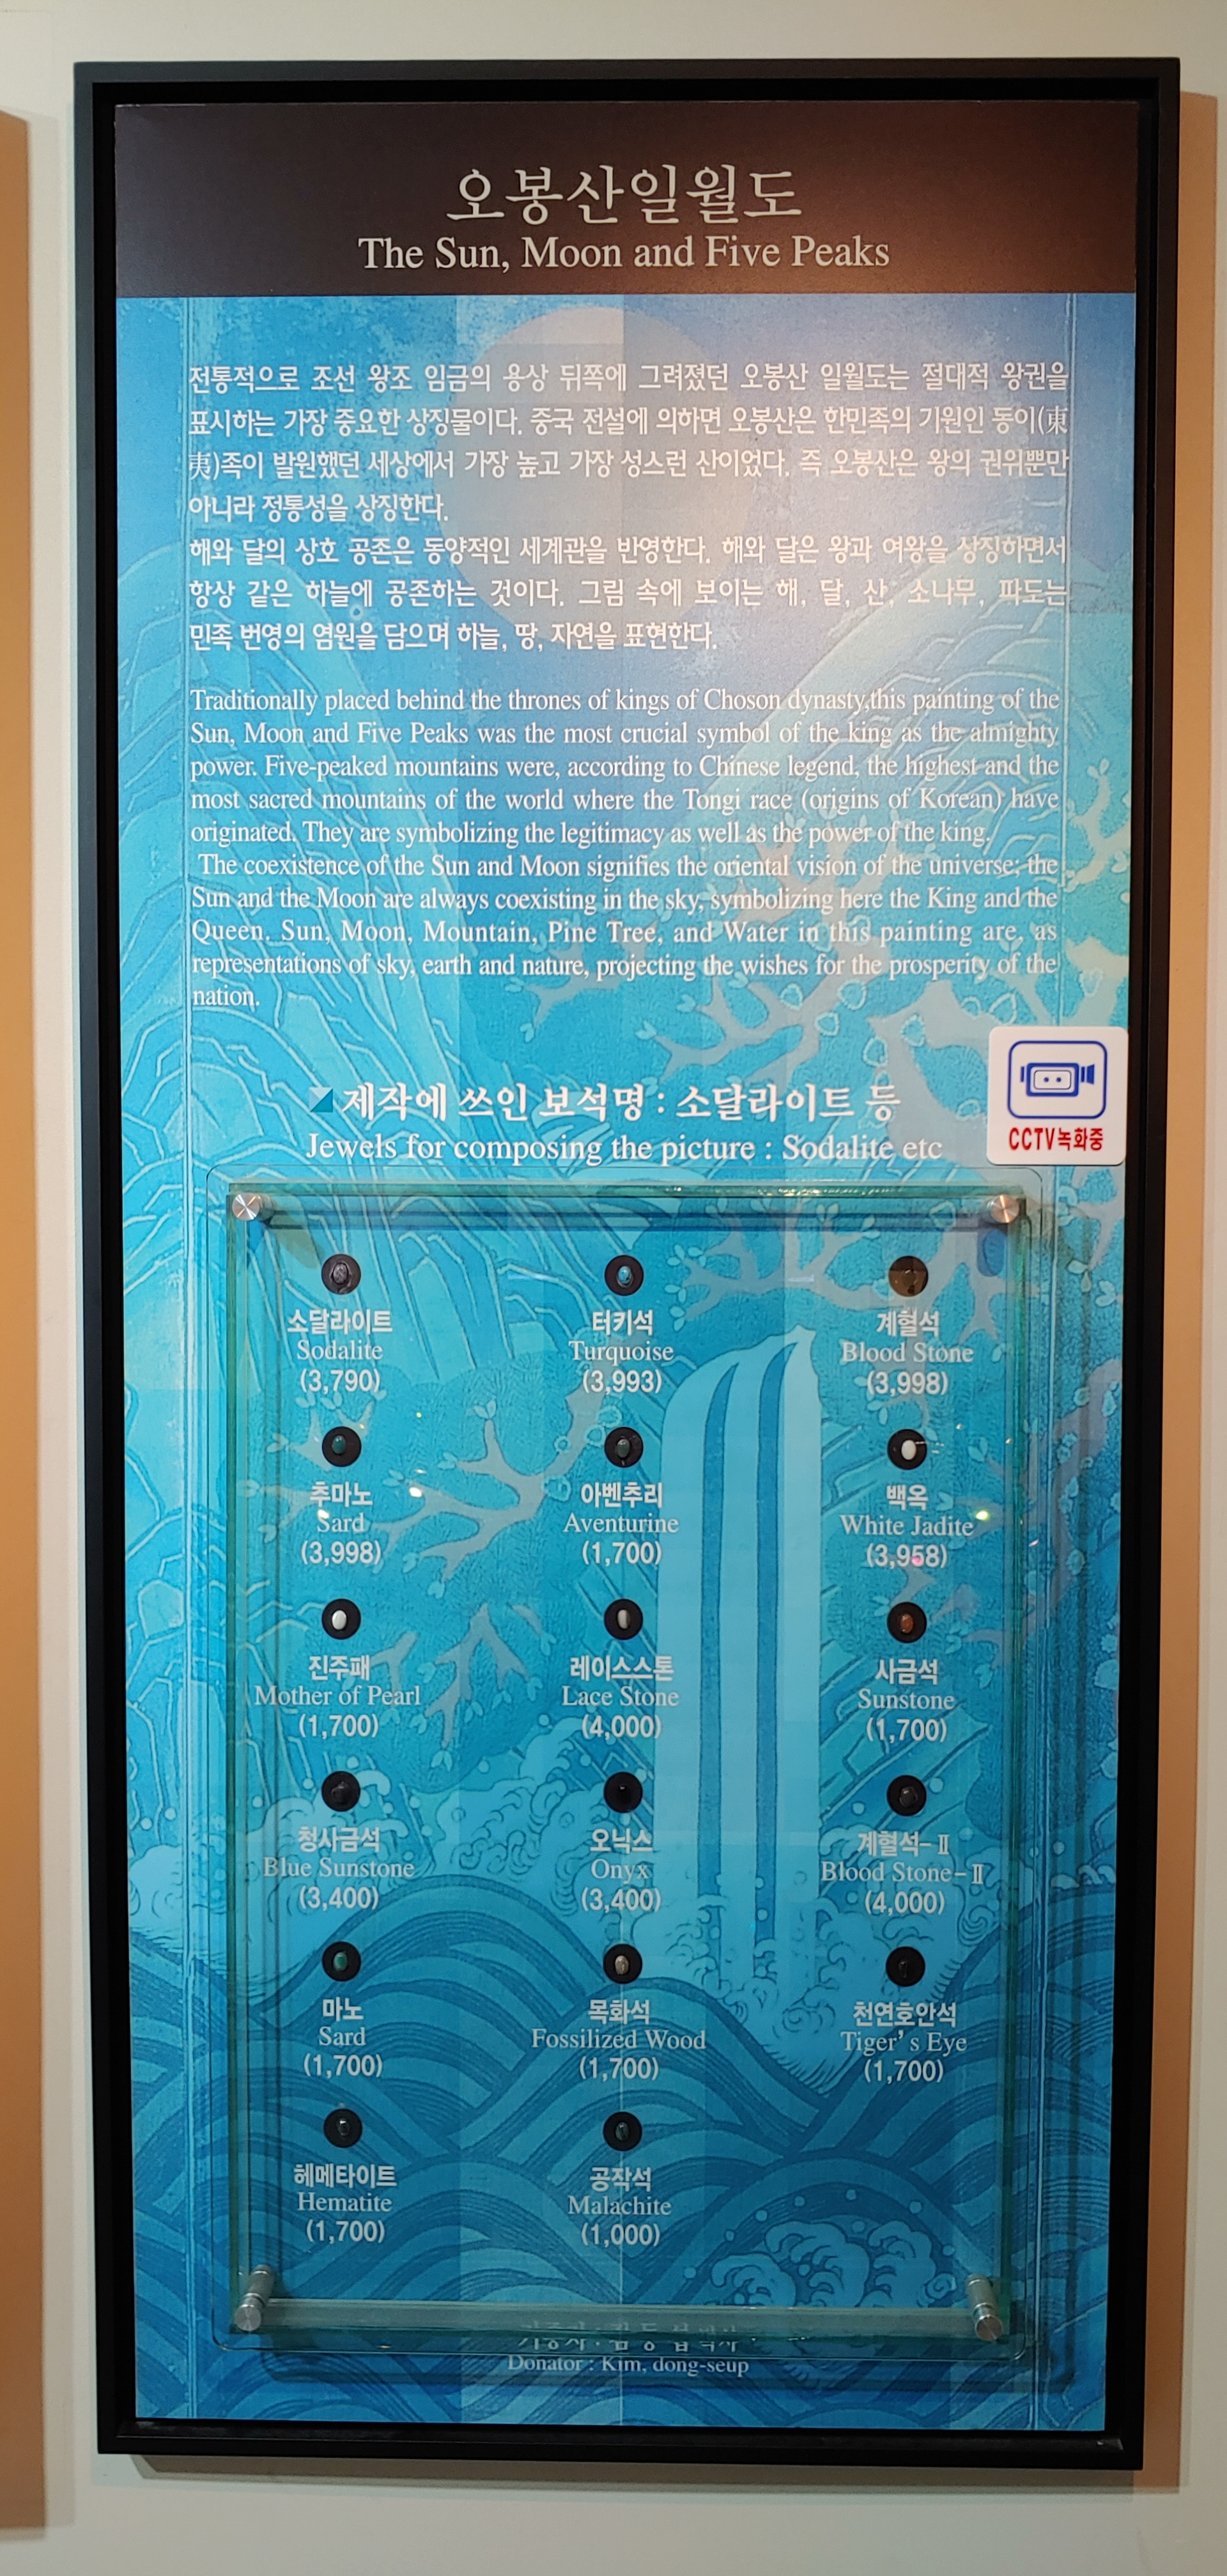 오봉산일월도
The Sun, Moon and Five Peaks
전통적으로 조선 왕조 임금의 용상 뒤쪽에 그려졌던 오봉산 일월도는 절대적 왕권을
표시하는 가장 중요한 상징물이다. 중국 전설에 의하면 오봉산은 한민족의 기원인 동이(東
夷)족이 발원했던 세상에서 가장 높고 가장 성스런 산이었다. 즉 오봉산은 왕의 권위뿐만
아니라 정통성을 상징한다.
해와 달의 상호 공존은 동양적인 세계관을 반영한다. 해와 달은 왕과 여왕을 상징하면서
항상 같은 하늘에 공존하는 것이다. 그림 속에 보이는 해, 달, 산, 소나무, 파도는
민족 번영의 염원을 담으며 하늘, 땅, 자연을 표현한다.
Traditionally placed behind the thrones of kings of Choson dynasty,this painting of the
Sun, Moon and Five Peaks was the most crucial symbol of the king as the almighty
power. Five-peaked mountains were, according to Chinese legend, the highest and the
most sacred mountains of the world where the Tongi race (origins of Korean) have
originated. They are symbolizing the legitimacy as well as the power of the king.
The coexistence of the Sun and Moon signifies the oriental vision of the universe; the
Sun and the Moon are always coexisting in the sky, symbolizing here the King and the
Queen. Sun, Moon, Mountain, Pine Tree, and Water in this painting are, as
representations of sky, earth and nature, projecting the wishes for the prosperity of the
nation.
CCTV녹화중
제작에 쓰인 보석명 : 소달라이트 등
Jewels for composing the picture : Sodalite etc
소달라이트 터키석 계혈석
Sodalite Turquoise Blood Stone
(3,790) (3,993) (3,998)
추마노 아벤추리 백옥
Sard Aventurine White Jadite
(3,998) (1,700) (3,958)
진주패 레이스스톤 사금석
Mother of Pearl Lace Stone Sunstone
(1,700) (4,000) (1,700)
청사금석 오닉스 계혈석-Ⅱ
Blue Sunstone Onyx Blood Stone-Ⅱ
(3,400) (3,400) (4,000)
마노 목화석 천연호안석
Sard Fossilized Wood Tiger's Eye
(1,700) (1,700) (1,700)
헤메타이트 공작석
Hematite Malachite
(1,700) (1,000)
기증자 : 김 동 섭 박사
Donator : Kim, dong-seup